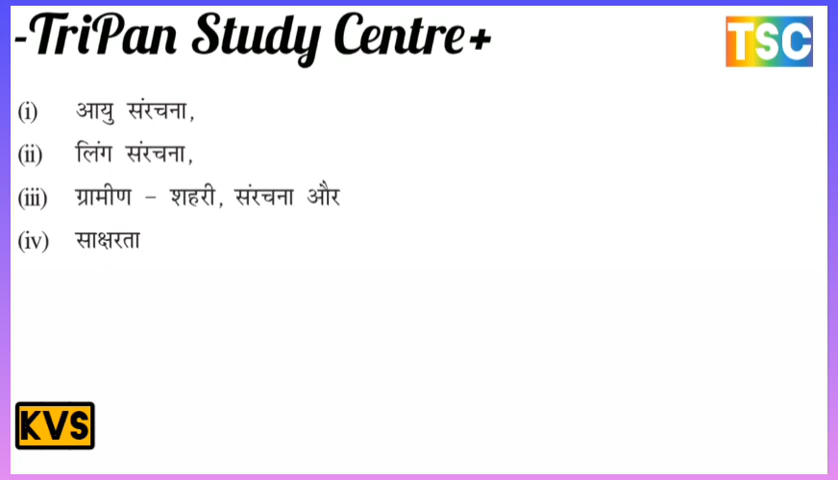 -TriPan Study Centre+
TSC
(i) आयु संरचना,
(ii) लिंग संरचना,
(iii) ग्रामीण – शहरी, संरचना और
(iv) साक्षरता
KVS